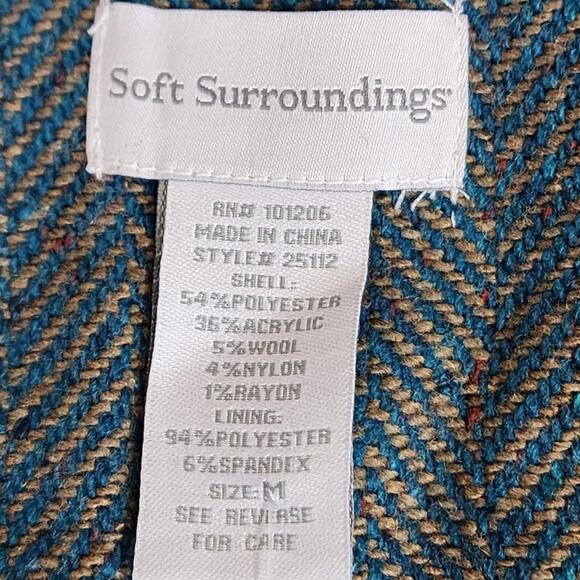 Soft Surroundings
RN# 101206
MADE IN CHINA
STYLE# 25112
SHELL:
54%POLYESTER
36%ACRYLIC
5%WOOL
4%NYLON
1%RAYON
LINING:
94%POLYESTER
6%SPANDEX
SIZE:M
SEE REVERSE
FOR CARE